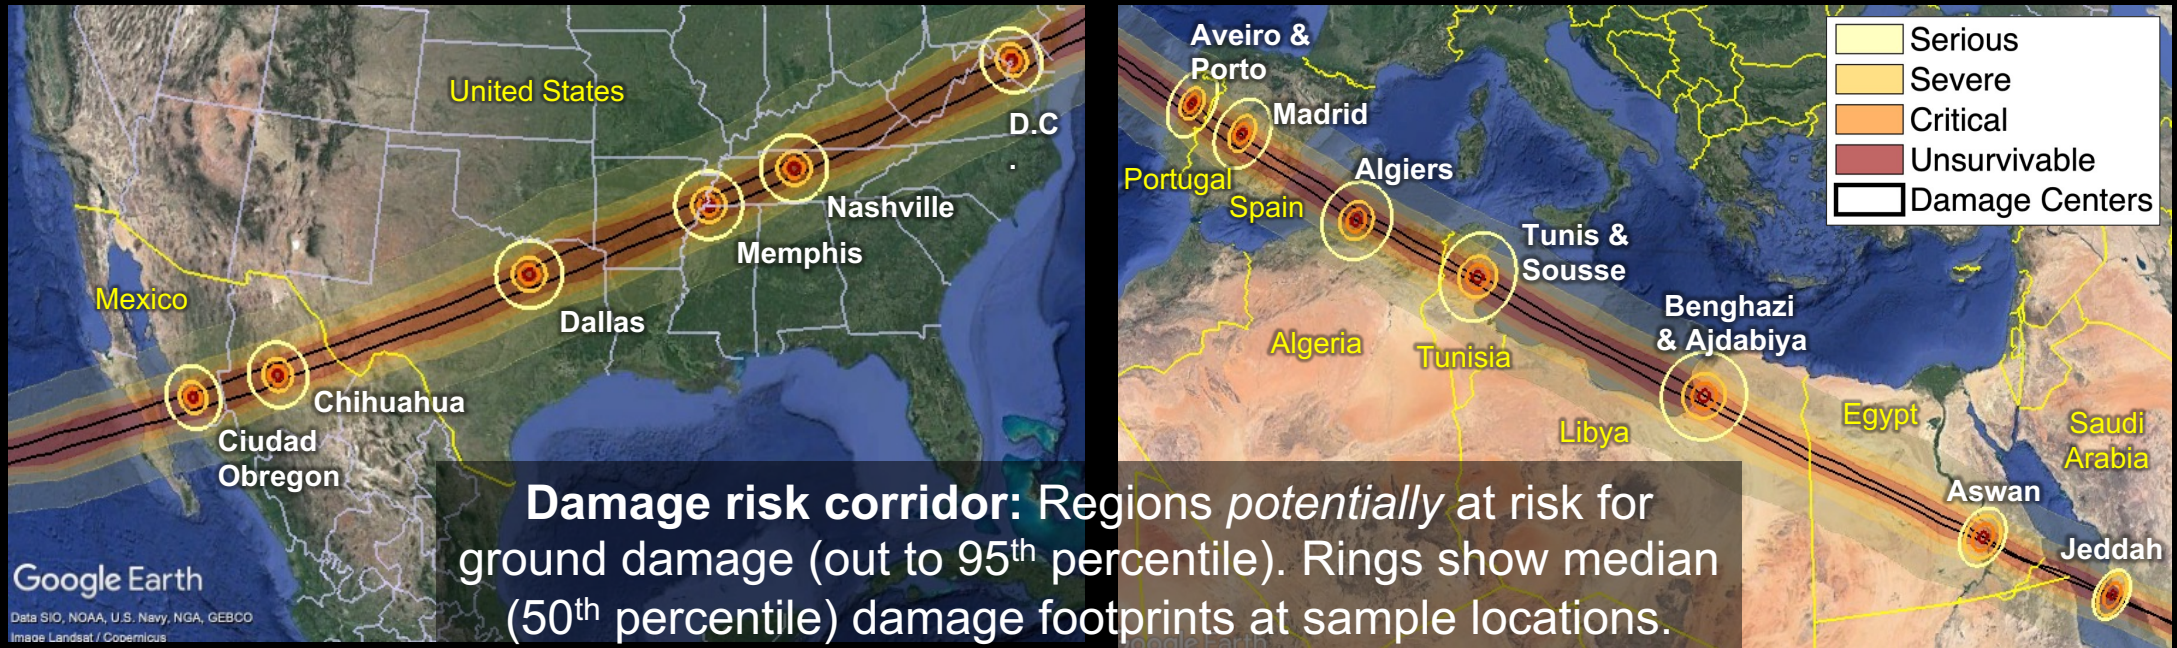 United States
Mexico
D.C
.
Nashville
Memphis
Dallas
Chihuahua
Ciudad
Obregon
Google Earth
Data SIO, NOAA, U.S. Navy, NGA, GEBCO
Image Landsat / Copernicus
Aveiro &
Porto
Madrid
Portugal
Spain
Algiers
Tunis &
Sousse
Benghazi
& Ajdabiya
Algeria
Tunisia
Libya
Egypt
Saudi
Arabia
Aswan
Jeddah
Serious
Severe
Critical
Unsurvivable
Damage Centers
Damage risk corridor: Regions potentially at risk for
ground damage (out to 95th percentile). Rings show median
(50th percentile) damage footprints at sample locations.
Google Earth